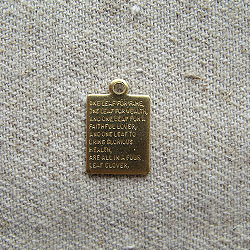 ONE LEAF FOR FAME,
ONE LEAF FOR WEALTH,
AND ONE LEAF FOR A
FAITHFUL LOVER,
AND ONE LEAF TO
BRING GLORIOUS
HEALTH,
ARE ALL IN A FOUR
LEAF CLOVER.